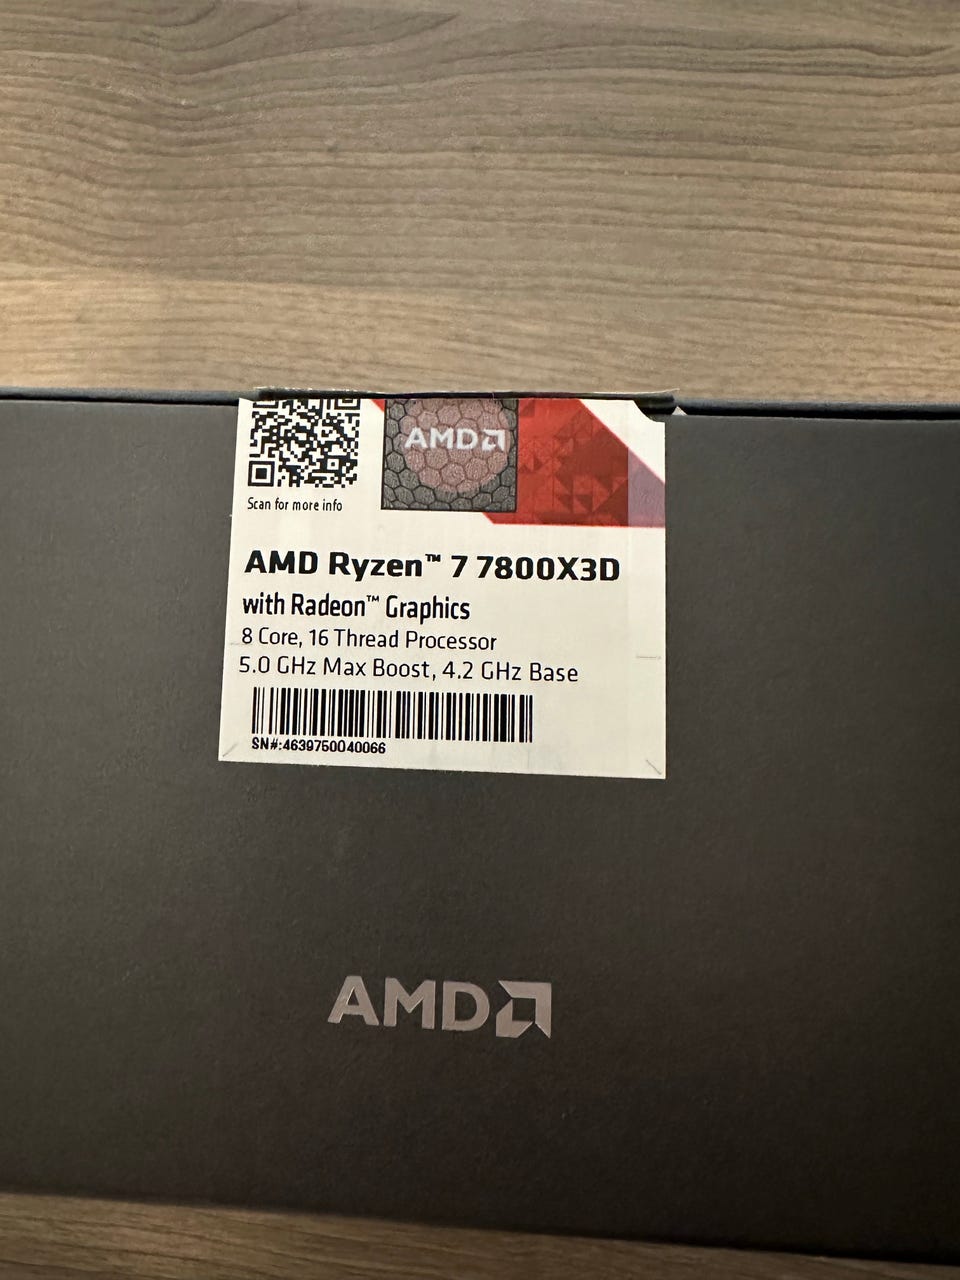 AMD
Scan for more info
AMD Ryzen™ 7 7800X3D
with Radeon™ Graphics
8 Core, 16 Thread Processor
5.0 GHz Max Boost, 4.2 GHz Base
SN#:4639750040066
AMD